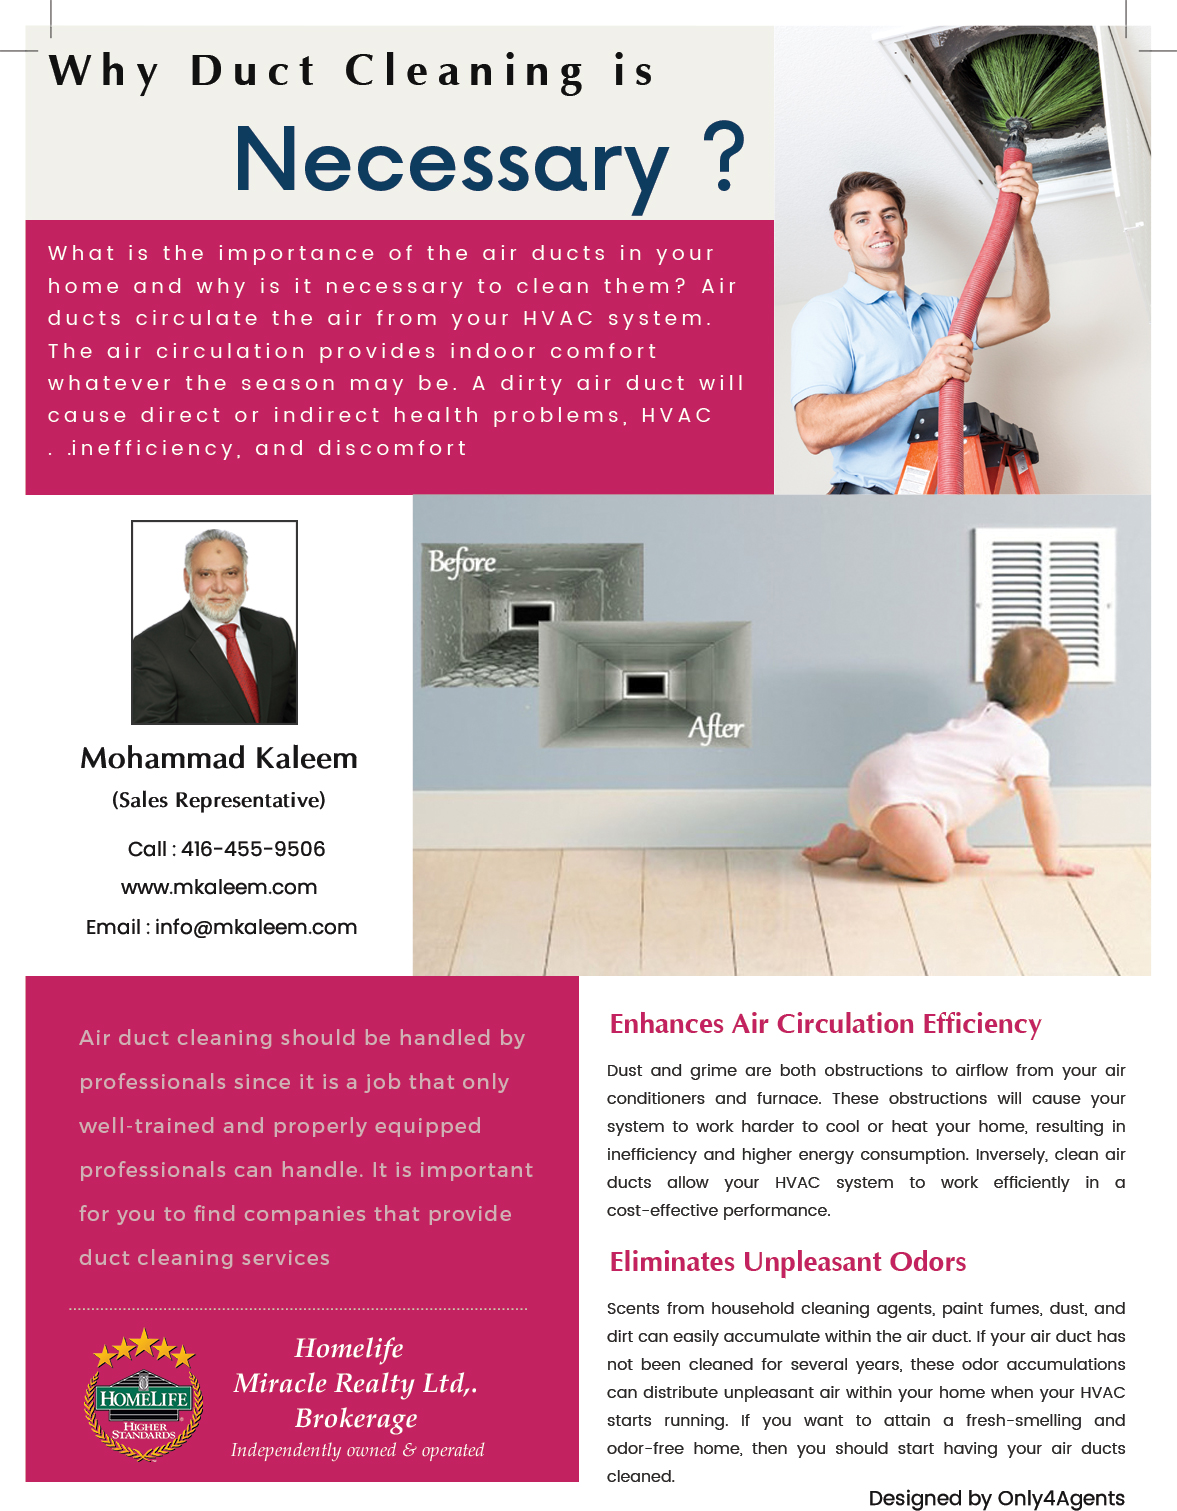 Why Duct Cleaning is
Necessary ?
What is the importance of the air ducts in your
home and why is it necessary to clean them? Air
ducts circulate the air from your HVAC system.
The air circulation provides indoor comfort
whatever the season may be. A dirty air duct will
cause direct or indirect health problems, HVAC
. .inefficiency, and discomfort
Before
After
Mohammad Kaleem
(Sales Representative)
Call : 416-455-9506
www.mkaleem.com
Email : info@mkaleem.com
Air duct cleaning should be handled by
professionals since it is a job that only
well-trained and properly equipped
professionals can handle. It is important
for you to find companies that provide
duct cleaning services
HOMELIFE
HIGHER
STANDARDS
Homelife
Miracle Realty Ltd,.
Brokerage
Independently owned & operated
Enhances Air Circulation Efficiency
Dust and grime are both obstructions to airflow from your air
conditioners and furnace. These obstructions will cause your
system to work harder to cool or heat your home, resulting in
inefficiency and higher energy consumption. Inversely, clean air
ducts allow your HVAC system to work efficiently in a
cost-effective performance.
Eliminates Unpleasant Odors
Scents from household cleaning agents, paint fumes, dust, and
dirt can easily accumulate within the air duct. If your air duct has
not been cleaned for several years, these odor accumulations
can distribute unpleasant air within your home when your HVAC
starts running. If you want to attain a fresh-smelling and
odor-free home, then you should start having your air ducts
cleaned.
Designed by Only4Agents